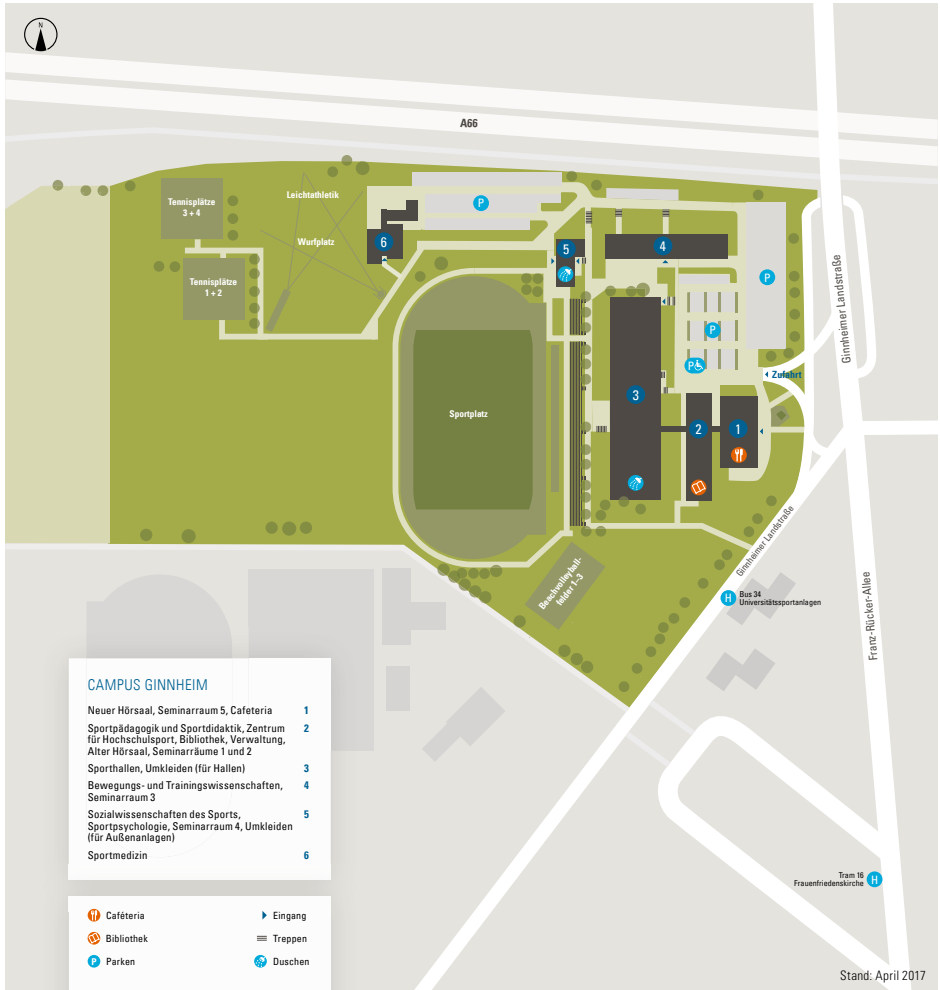 N
A66
Leichtathletik
Tennisplätze
3 + 4
P
Wurfplatz
6
5
4
Tennisplätze
1 + 2
P
P
Ginnheimer Landstraße
P
Zufahrt
3
Sportplatz
2
1
Ginnheimer Landstraße
Beachvolleyball-
felder 1–3
H
Bus 34
Universitätssportanlagen
Franz-Rücker-Allee
CAMPUS GINNHEIM
Neuer Hörsaal, Seminarraum 5, Cafeteria 1
Sportpädagogik und Sportdidaktik, Zentrum 2
für Hochschulsport, Bibliothek, Verwaltung,
Alter Hörsaal, Seminarräume 1 und 2
Sporthallen, Umkleiden (für Hallen) 3
Bewegungs- und Trainingswissenschaften, 4
Seminarraum 3
Sozialwissenschaften des Sports, 5
Sportpsychologie, Seminarraum 4, Umkleiden
(für Außenanlagen)
Sportmedizin 6
Tram 16
Frauenfriedenskirche
H
Caféteria
Eingang
Bibliothek
Treppen
P Parken
Duschen
Stand: April 2017